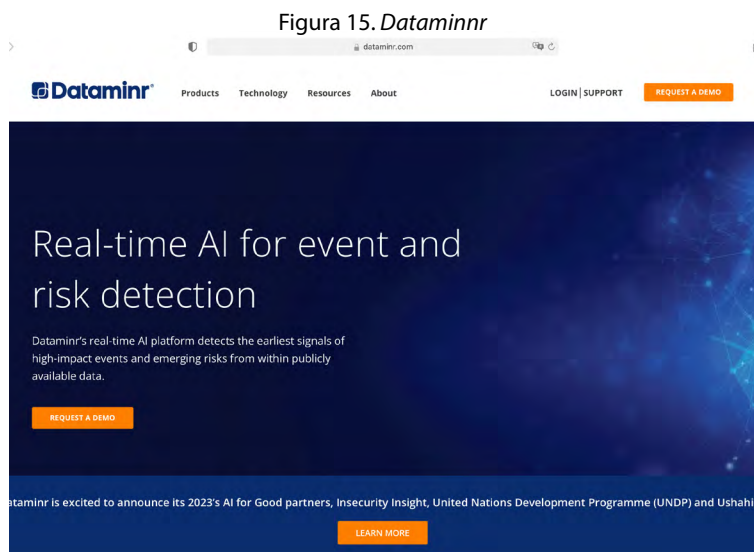 Figura 15. Dataminnr
dataminr.com
Dataminr
Products Technology Resources About LOGIN | SUPPORT REQUEST A DEMO
Real-time AI for event and
risk detection
Dataminr's real-time AI platform detects the earliest signals of
high-impact events and emerging risks from within publicly
available data.
REQUEST A DEMO
ataminr is excited to announce its 2023's AI for Good partners, Insecurity Insight, United Nations Development Programme (UNDP) and Ushahi
LEARN MORE